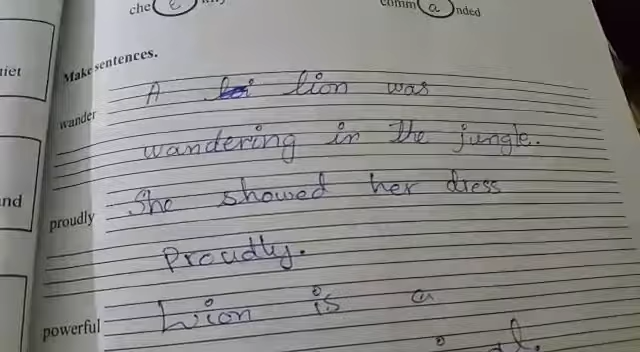 che e
comm a nded
Make sentences.
wander
A lion was
wandering in the jungle.
proudly
She showed her dress
Proudly.
powerful
Lion is a